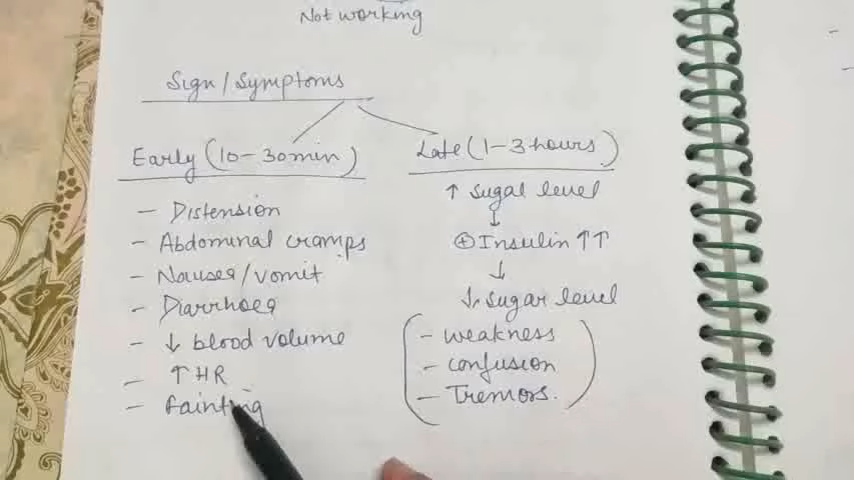 Not working
Sign/Symptoms
Early (10-30min)
- Distension
- Abdominal cramps
- Nausea/vomit
- Diarrhoea
- ↓ blood volume
- ↑ HR
- fainting
Late (1-3 hours)
↑ sugar level
↓
⊕ Insulin ↑↑
↓
↓ sugar level
- weakness
- confusion
- Tremors.